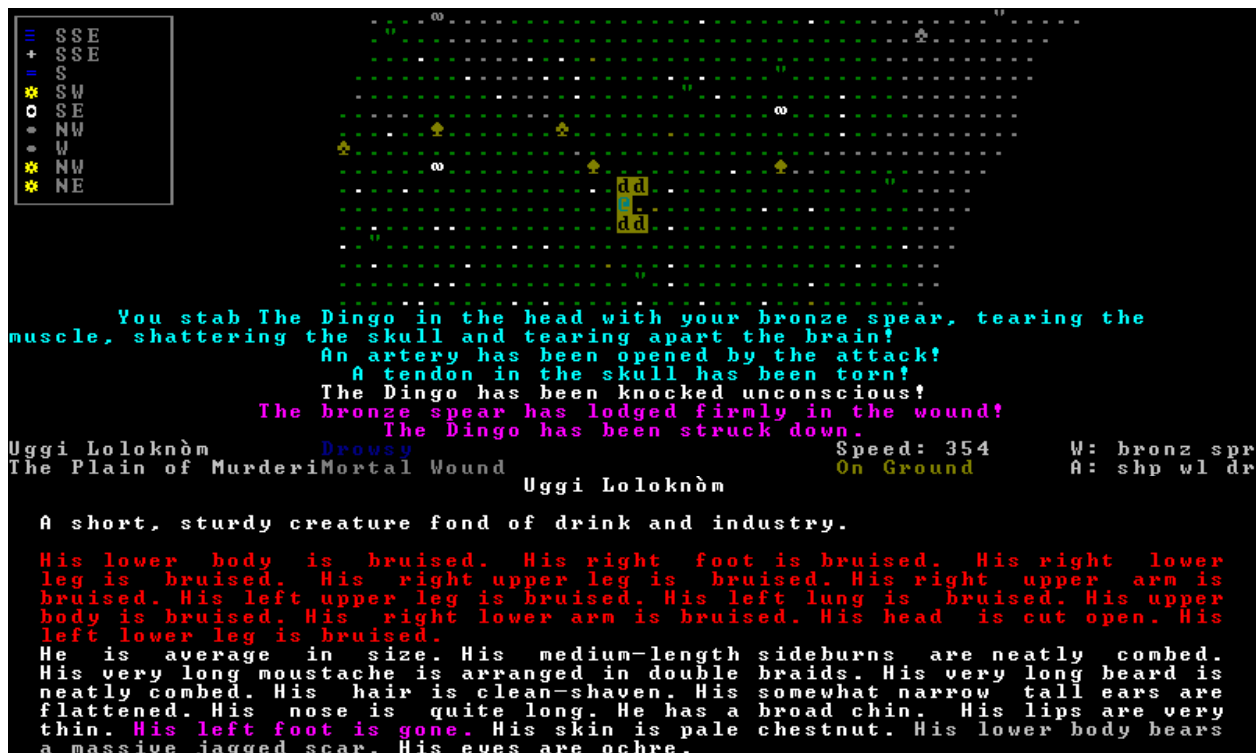 SSE
SSE
S
SW
SE
NW
W
NW
NE
dd
dd
You stab The Dingo in the head with your bronze spear, tearing the
muscle, shattering the skull and tearing apart the brain!
An artery has been opened by the attack!
A tendon in the skull has been torn!
The Dingo has been knocked unconscious!
The bronze spear has lodged firmly in the wound!
The Dingo has been struck down.
Uggi Loloknòm Drowsy Speed: 354 W: bronz spr
The Plain of MurderiMortal Wound On Ground A: shp wl dr
Uggi Loloknòm
A short, sturdy creature fond of drink and industry.
His lower body is bruised. His right foot is bruised. His right lower
leg is bruised. His right upper leg is bruised. His right upper arm is
bruised. His left upper leg is bruised. His left lung is bruised. His upper
body is bruised. His right lower arm is bruised. His head is cut open. His
left lower leg is bruised.
He is average in size. His medium-length sideburns are neatly combed.
His very long moustache is arranged in double braids. His very long beard is
neatly combed. His hair is clean-shaven. His somewhat narrow tall ears are
flattened. His nose is quite long. He has a broad chin. His lips are very
thin. His left foot is gone. His skin is pale chestnut. His lower body bears
a massive jagged scar. His eyes are ochre.